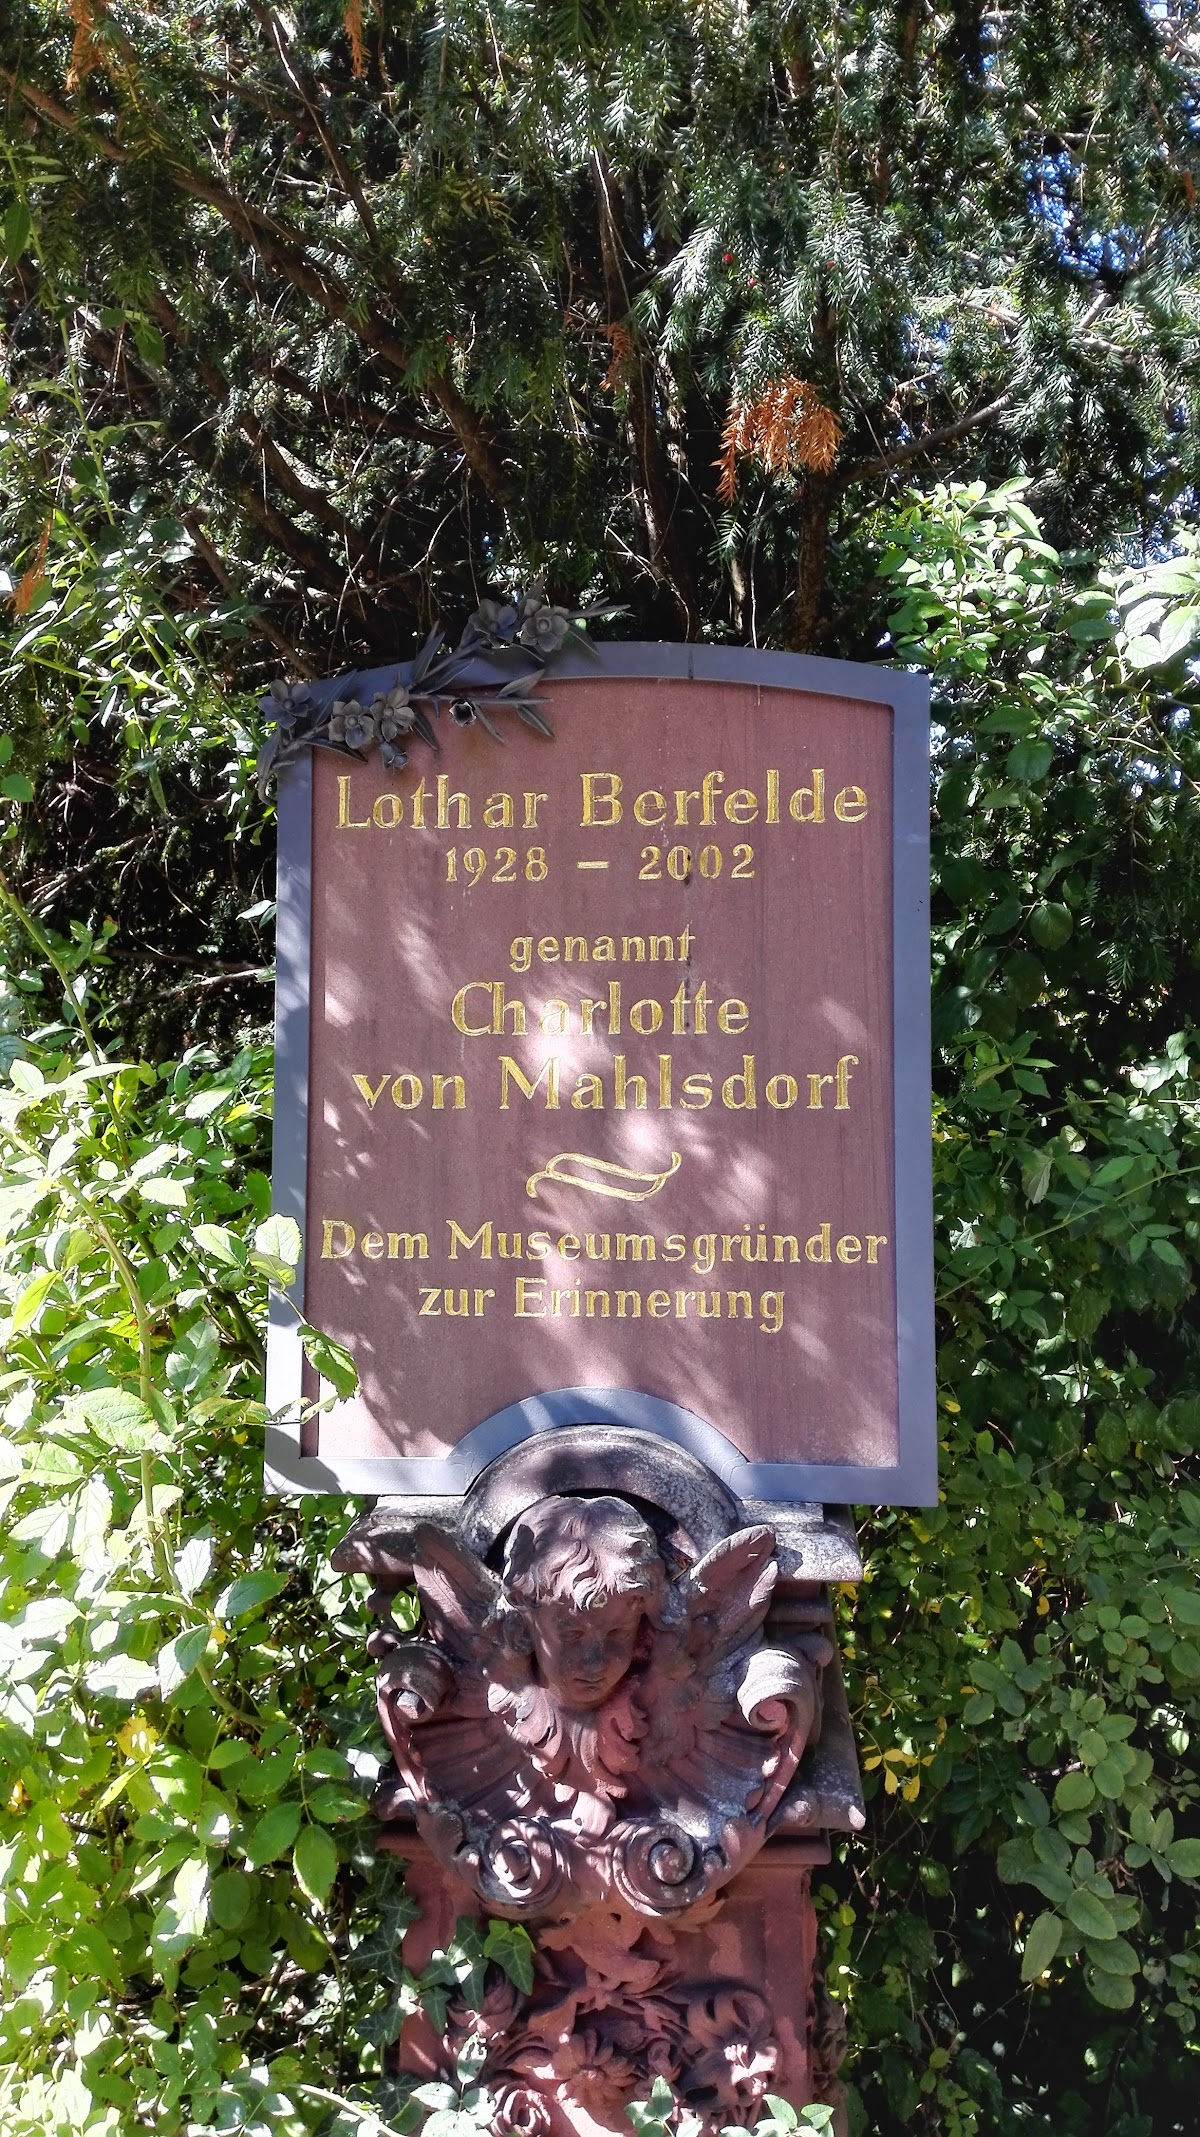 Lothar Berfelde
1928 – 2002
genannt
Charlotte
von Mahlsdorf
Dem Museumsgründer
zur Erinnerung